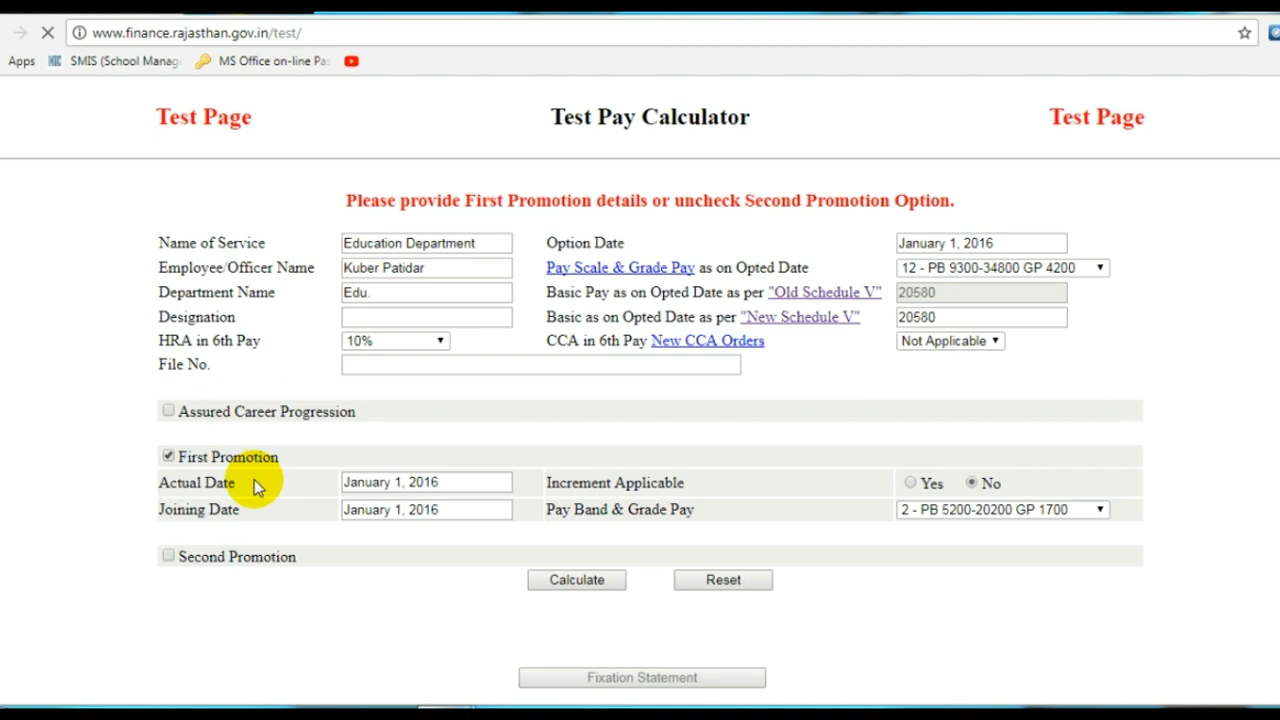 www.finance.rajasthan.gov.in/test/
Apps NIC SMIS (School Manag MS Office on-line Pa
Test Page Test Pay Calculator Test Page
Please provide First Promotion details or uncheck Second Promotion Option.
Name of Service Education Department Option Date January 1, 2016
Employee/Officer Name Kuber Patidar Pay Scale & Grade Pay as on Opted Date 12 - PB 9300-34800 GP 4200
Department Name Edu. Basic Pay as on Opted Date as per "Old Schedule V" 20580
Designation Basic as on Opted Date as per "New Schedule V" 20580
HRA in 6th Pay 10% CCA in 6th Pay New CCA Orders Not Applicable
File No.
Assured Career Progression
First Promotion
Actual Date January 1, 2016 Increment Applicable Yes No
Joining Date January 1, 2016 Pay Band & Grade Pay 2 - PB 5200-20200 GP 1700
Second Promotion
Calculate Reset
Fixation Statement